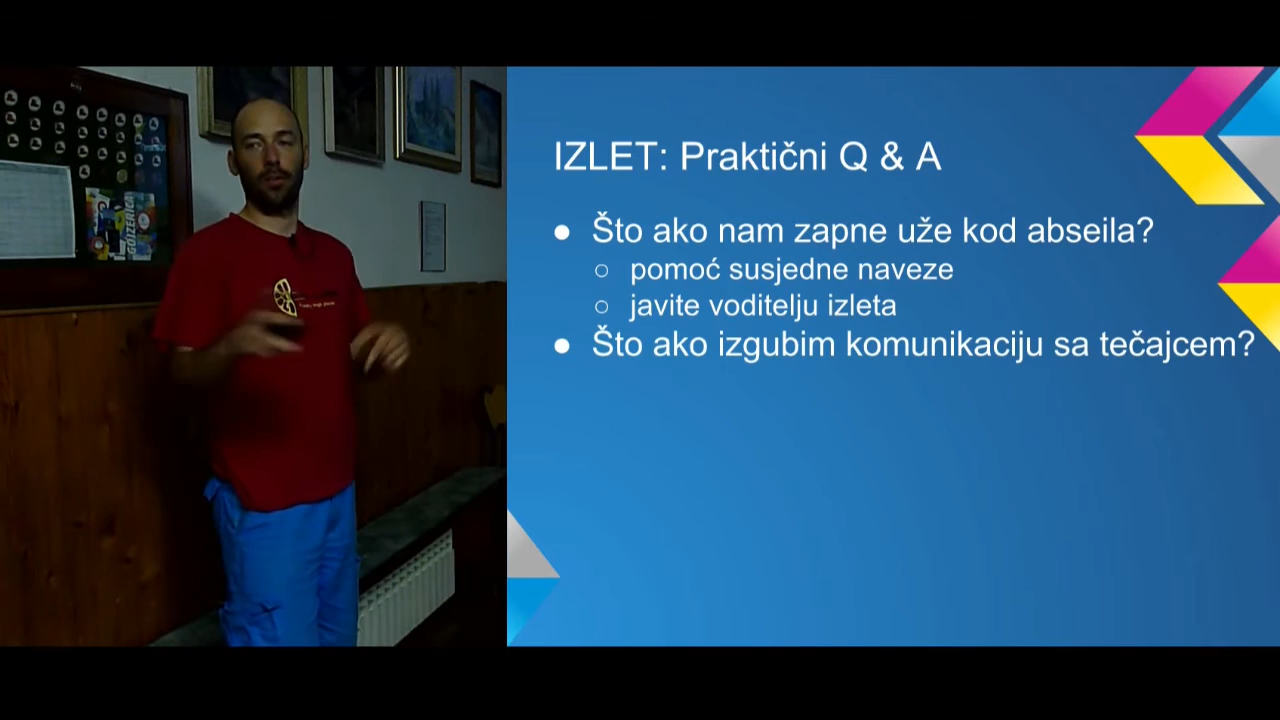 IZLET: Praktični Q & A
● Što ako nam zapne uže kod abseila?
○ pomoć susjedne naveze
○ javite voditelju izleta
● Što ako izgubim komunikaciju sa tečajcem?
GOJZERICA